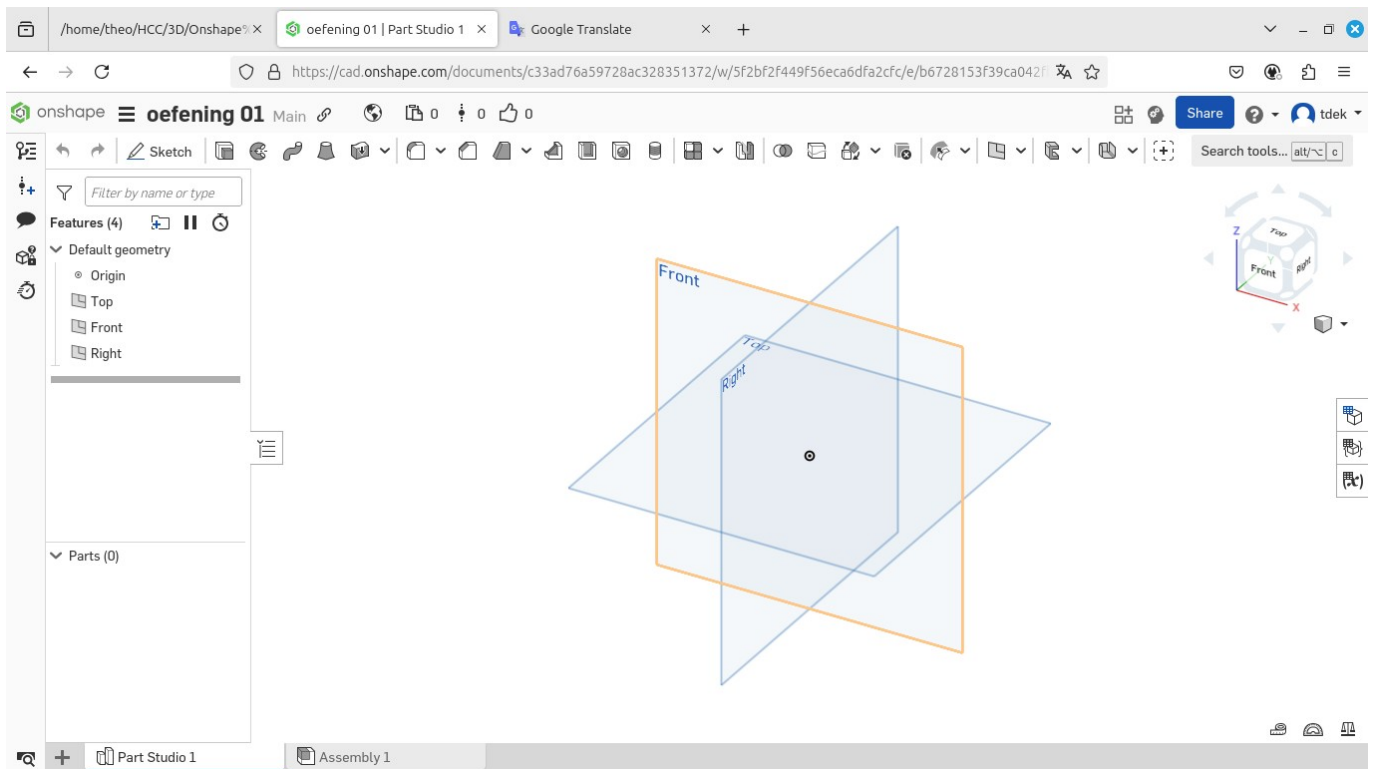 /home/theo/HCC/3D/Onshape%
oefening 01 | Part Studio 1
Google Translate
https://cad.onshape.com/documents/c33ad76a59728ac328351372/w/5f2bf2f449f56eca6dfa2cfc/e/b6728153f39ca042f
onshape oefening 01 Main 0 0 0 Share tdek
Sketch Search tools... alt/⌥ c
Filter by name or type
Features (4)
Default geometry
Origin
Top
Front
Right
Parts (0)
Front
Top
Right
Z
Top
Y
Front
Right
X
Part Studio 1
Assembly 1